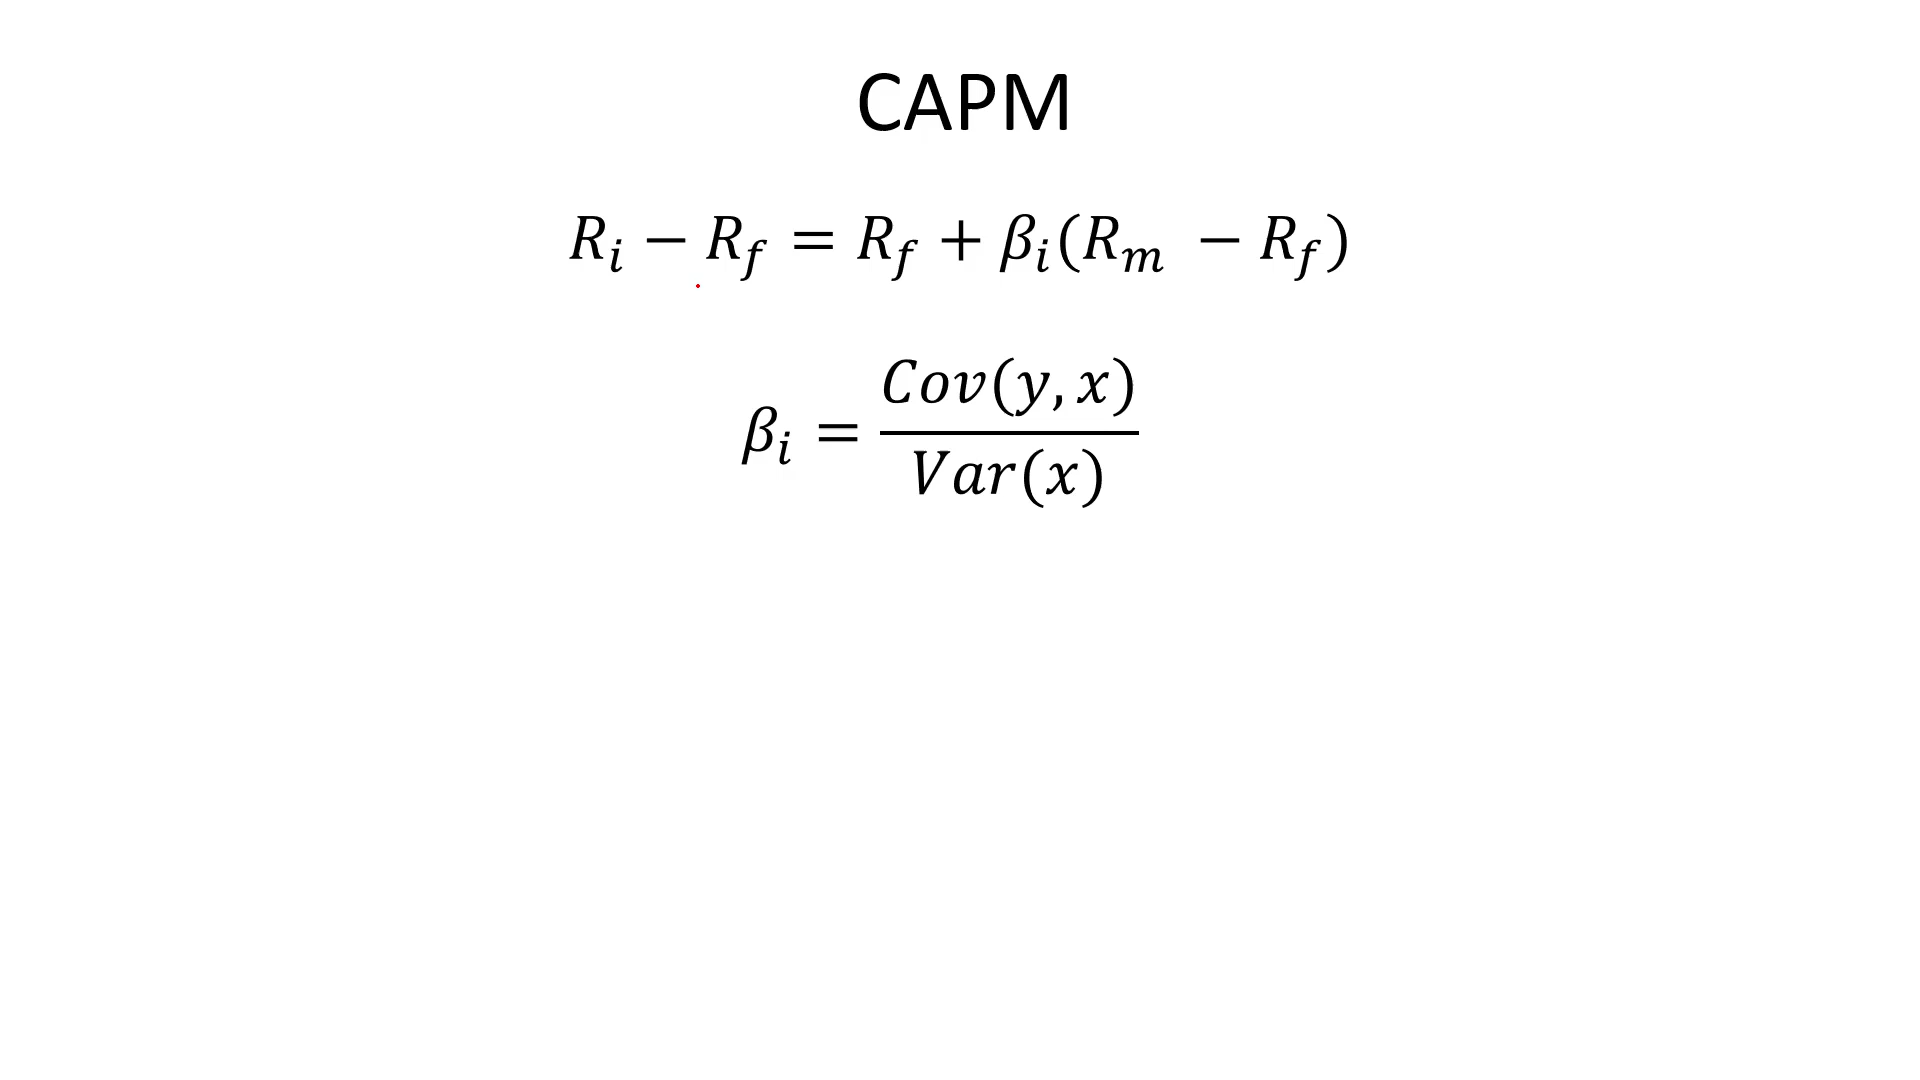 CAPM
R_i − R_f = R_f + β_i(R_m − R_f)
β_i = Cov(y, x) / Var(x)